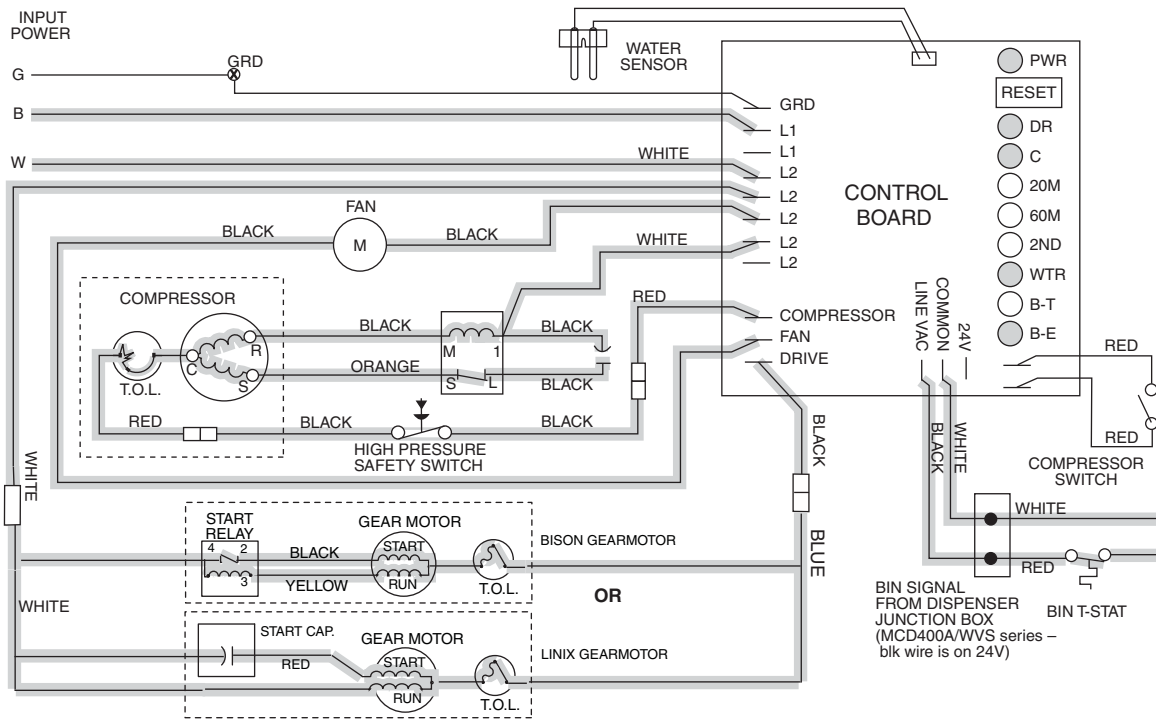 INPUT
POWER
G
GRD
B
W
WATER
SENSOR
GRD
L1
L1
WHITE
L2
L2
L2
WHITE
L2
L2
CONTROL
BOARD
PWR
RESET
DR
C
20M
60M
2ND
WTR
B-T
B-E
FAN
M
BLACK
BLACK
COMPRESSOR
T.O.L.
C
R
S
BLACK
ORANGE
M
1
S
L
BLACK
BLACK
RED
BLACK
BLACK
HIGH PRESSURE
SAFETY SWITCH
RED
COMPRESSOR
FAN
DRIVE
LINE VAC
COMMON
24V
BLACK
WHITE
RED
RED
COMPRESSOR
SWITCH
BLACK
BLUE
WHITE
RED
BIN T-STAT
BIN SIGNAL
FROM DISPENSER
JUNCTION BOX
(MCD400A/WVS series –
blk wire is on 24V)
WHITE
WHITE
START
RELAY
4
2
3
BLACK
YELLOW
GEAR MOTOR
START
RUN
T.O.L.
BISON GEARMOTOR
OR
START CAP.
RED
GEAR MOTOR
START
RUN
T.O.L.
LINIX GEARMOTOR